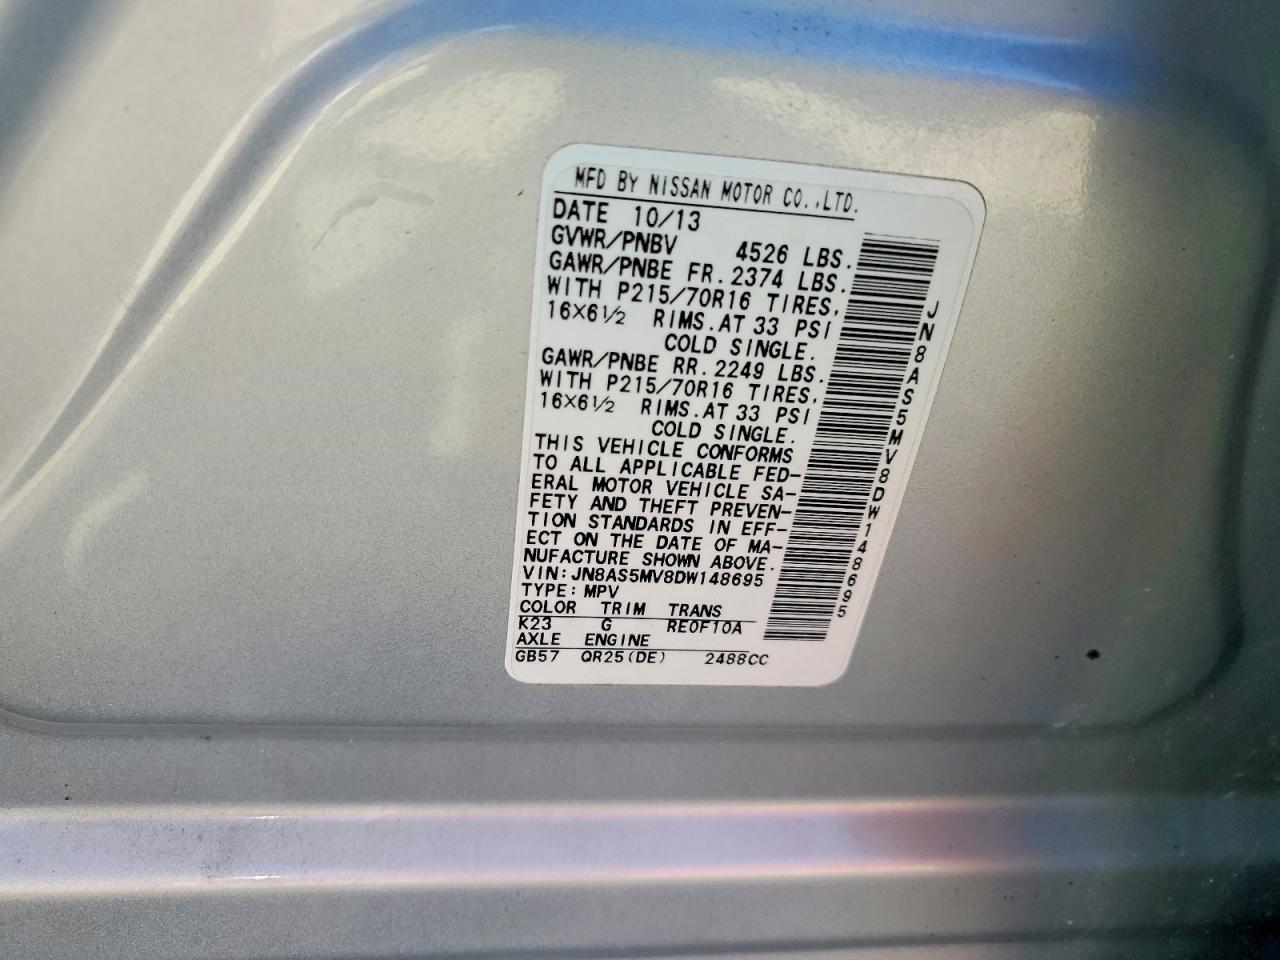 MFD BY NISSAN MOTOR CO.,LTD.
DATE 10/13
GVWR/PNBV 4526 LBS.
GAWR/PNBE FR. 2374 LBS.
WITH P215/70R16 TIRES,
16×6½ RIMS. AT 33 PSI
COLD SINGLE.
GAWR/PNBE RR. 2249 LBS.
WITH P215/70R16 TIRES,
16×6½ RIMS. AT 33 PSI
COLD SINGLE.
THIS VEHICLE CONFORMS
TO ALL APPLICABLE FED-
ERAL MOTOR VEHICLE SA-
FETY AND THEFT PREVEN-
TION STANDARDS IN EFF-
ECT ON THE DATE OF MA-
NUFACTURE SHOWN ABOVE.
VIN: JN8AS5MV8DW148695
TYPE: MPV
COLOR TRIM TRANS
K23 G RE0F10A
AXLE ENGINE
GB57 QR25(DE) 2488CC
JN8AS5MV8DW148695